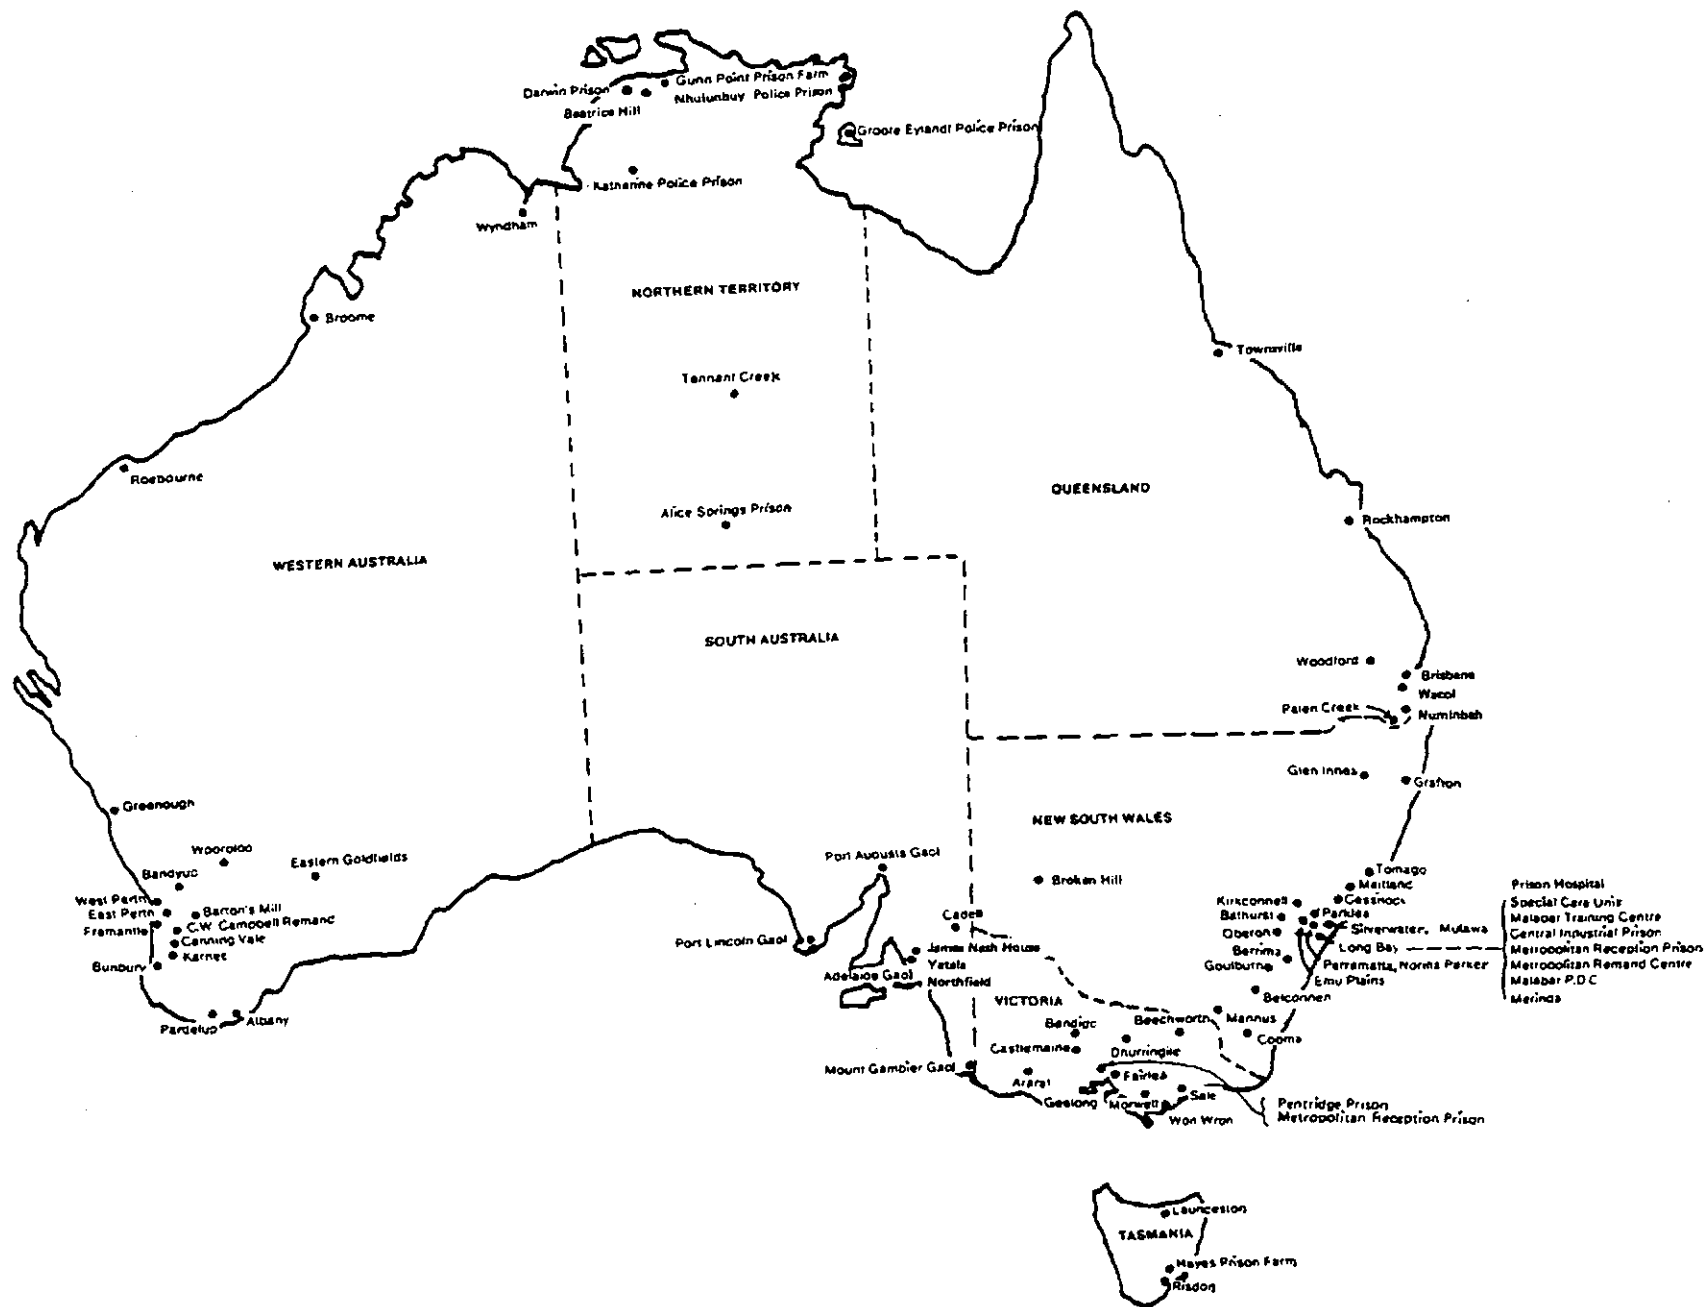 Gunn Point Prison Farm
Darwin Prison
Nhulunbuy Police Prison
Beatrice Hill
Groote Eylandt Police Prison
Katherine Police Prison
Wyndham
NORTHERN TERRITORY
Broome
Townsville
Tennant Creek
Roebourne
QUEENSLAND
Alice Springs Prison
Rockhampton
WESTERN AUSTRALIA
SOUTH AUSTRALIA
Woodford
Brisbane
Wacol
Palen Creek
Numinbah
Glen Innes
Grafton
Greenough
NEW SOUTH WALES
Wooroloo
Eastern Goldfields
Port Augusta Gaol
Bandyup
Broken Hill
Tomago
Maitland
West Perth
East Perth
Barton's Mill
Fremantle
C.W. Campbell Remand
Canning Vale
Karnet
Bunbury
Pardelup
Albany
Cessnock
Kirkconnell
Parklea
Bathurst
Silverwater, Mulawa
Oberon
Long Bay
Berrima
Parramatta, Norma Parker
Goulburn
Emu Plains
Prison Hospital
Special Care Unit
Malabar Training Centre
Central Industrial Prison
Metropolitan Reception Prison
Metropolitan Remand Centre
Malabar P.D.C
Merinda
Cadell
Port Lincoln Gaol
James Nash House
Yatala
Adelaide Gaol
Northfield
Belconnen
VICTORIA
Mannus
Bendigo
Beechworth
Cooma
Castlemaine
Dhurringile
Mount Gambier Gaol
Ararat
Fairlea
Geelong
Morwell
Sale
Won Wron
Pentridge Prison
Metropolitan Reception Prison
Launceston
TASMANIA
Hayes Prison Farm
Risdon